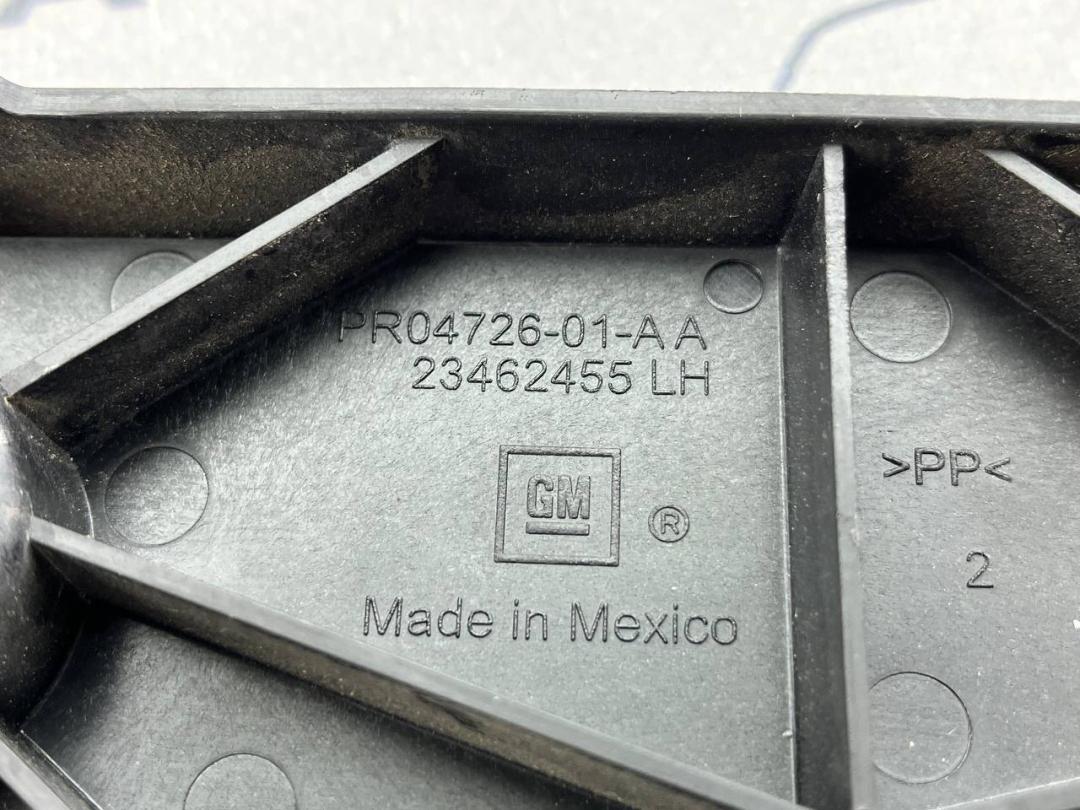 PR04726-01-AA
23462455 LH
GM
®
Made in Mexico
>PP<
2